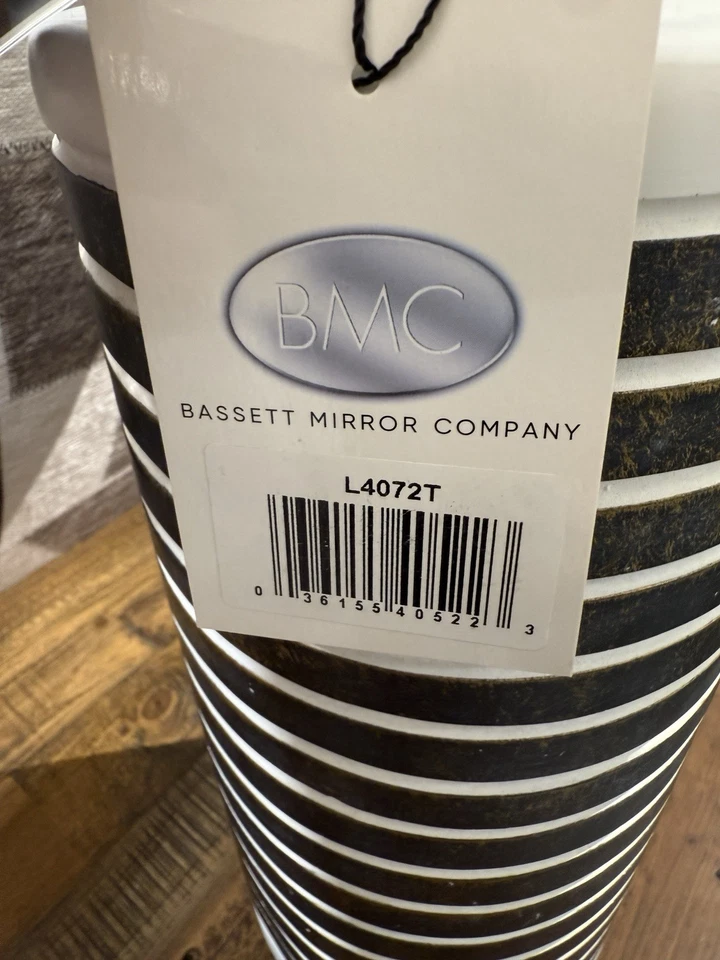 BMC
BASSETT MIRROR COMPANY
L4072T
0 36155 40522 3